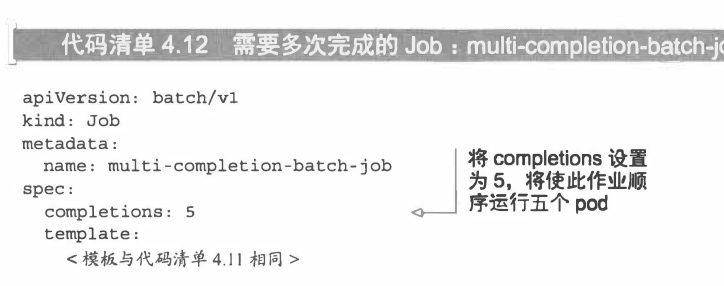 代码清单 4.12 需要多次完成的 Job：multi-completion-batch-jo
apiVersion: batch/v1
kind: Job
metadata:
  name: multi-completion-batch-job
spec:
  completions: 5
  template:
    <模板与代码清单 4.11 相同>
将 completions 设置
为 5，将使此作业顺
序运行五个 pod